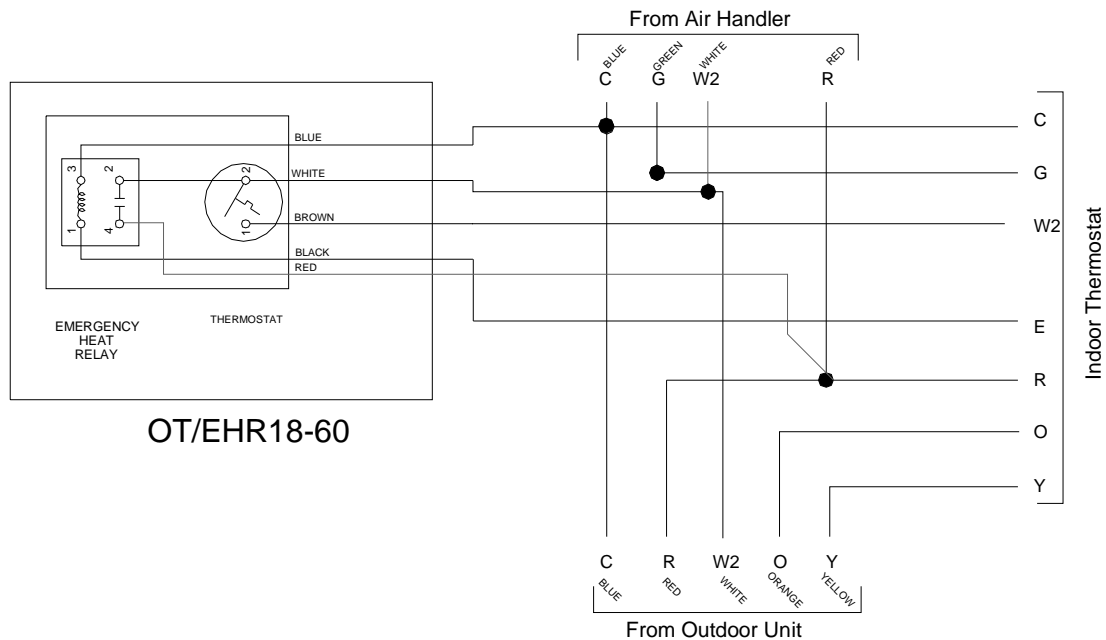 From Air Handler
BLUE
GREEN
WHITE
RED
C
G
W2
R
BLUE
WHITE
BROWN
BLACK
RED
3
2
1
4
2
1
EMERGENCY
HEAT
RELAY
THERMOSTAT
OT/EHR18-60
C
G
W2
E
R
O
Y
Indoor Thermostat
C
R
W2
O
Y
BLUE
RED
WHITE
ORANGE
YELLOW
From Outdoor Unit